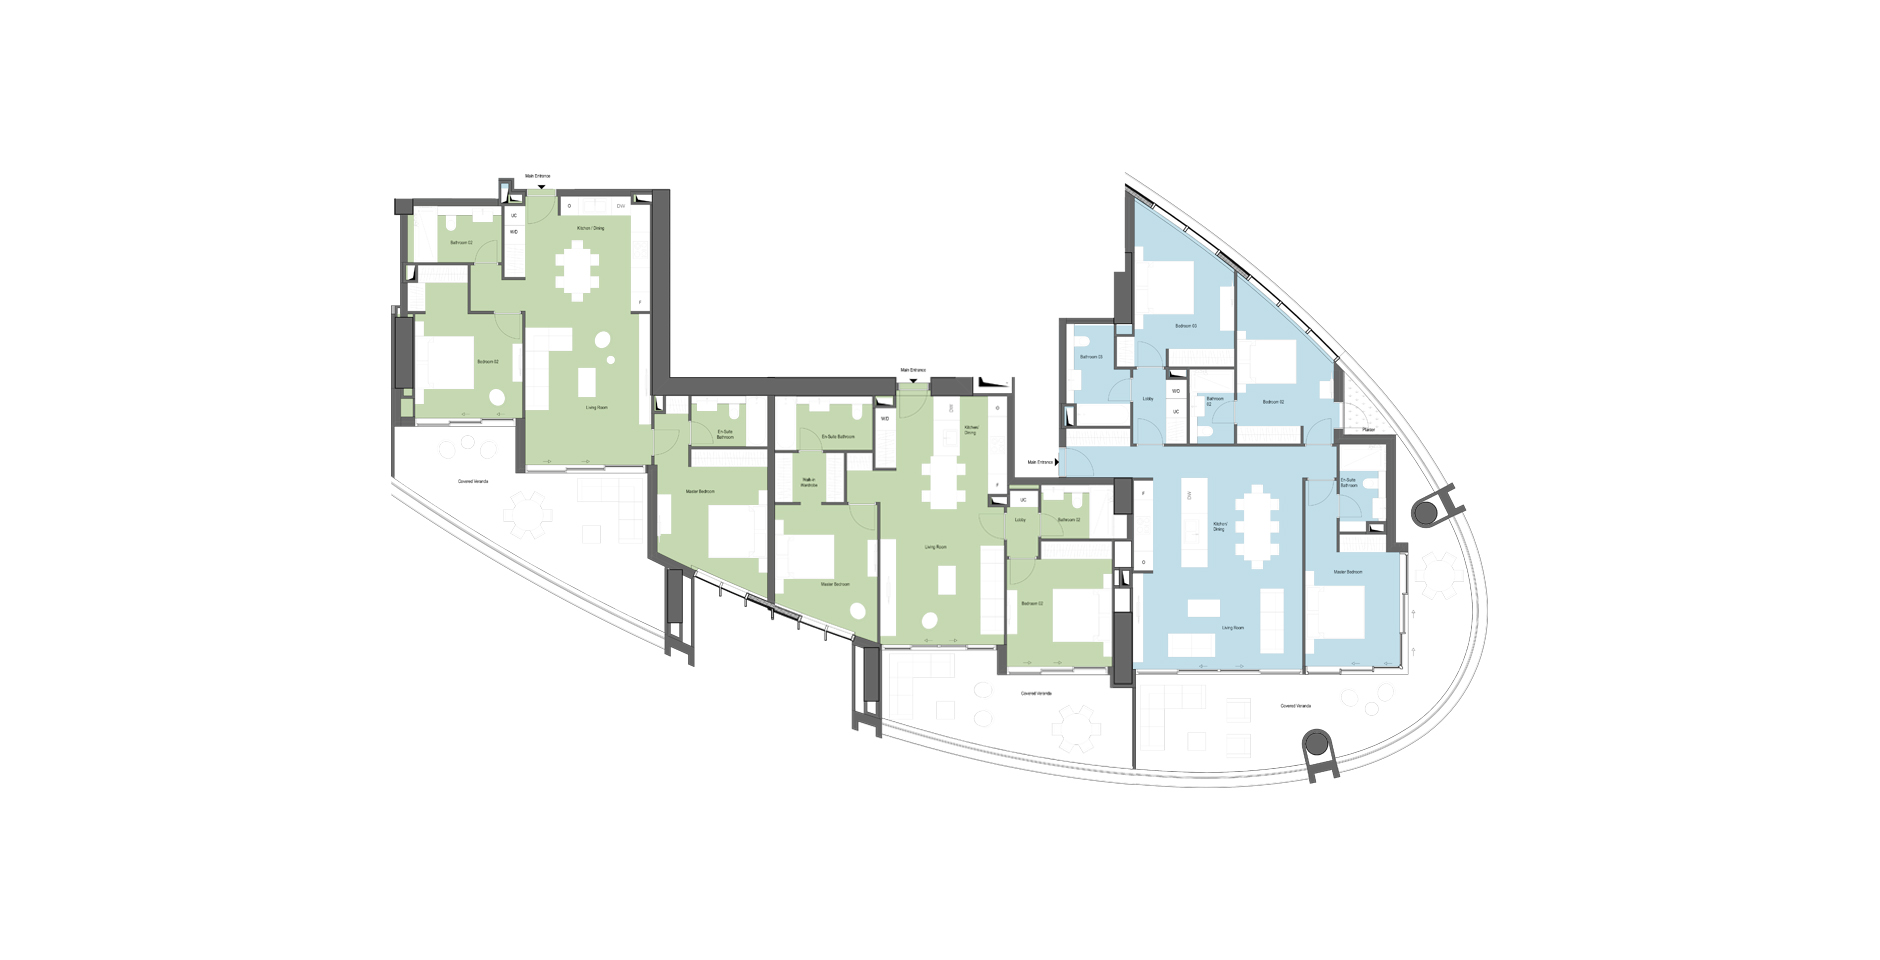 Main Entrance
O
DW
UC
W/D
Kitchen / Dining
Bathroom 02
F
Bedroom 02
Living Room
Covered Veranda
En-Suite
Bathroom
Master Bedroom
Main Entrance
W/D
DW
O
Kitchen/
Dining
En-Suite Bathroom
Walk-in
Wardrobe
F
UC
Lobby
Bathroom 02
Living Room
Master Bedroom
Bedroom 02
Covered Veranda
Bedroom 03
Bathroom 03
W/D
Lobby
UC
Bathroom
02
Bedroom 02
Planter
Main Entrance
En-Suite
Bathroom
F
DW
Kitchen/
Dining
O
Master Bedroom
Living Room
Covered Veranda